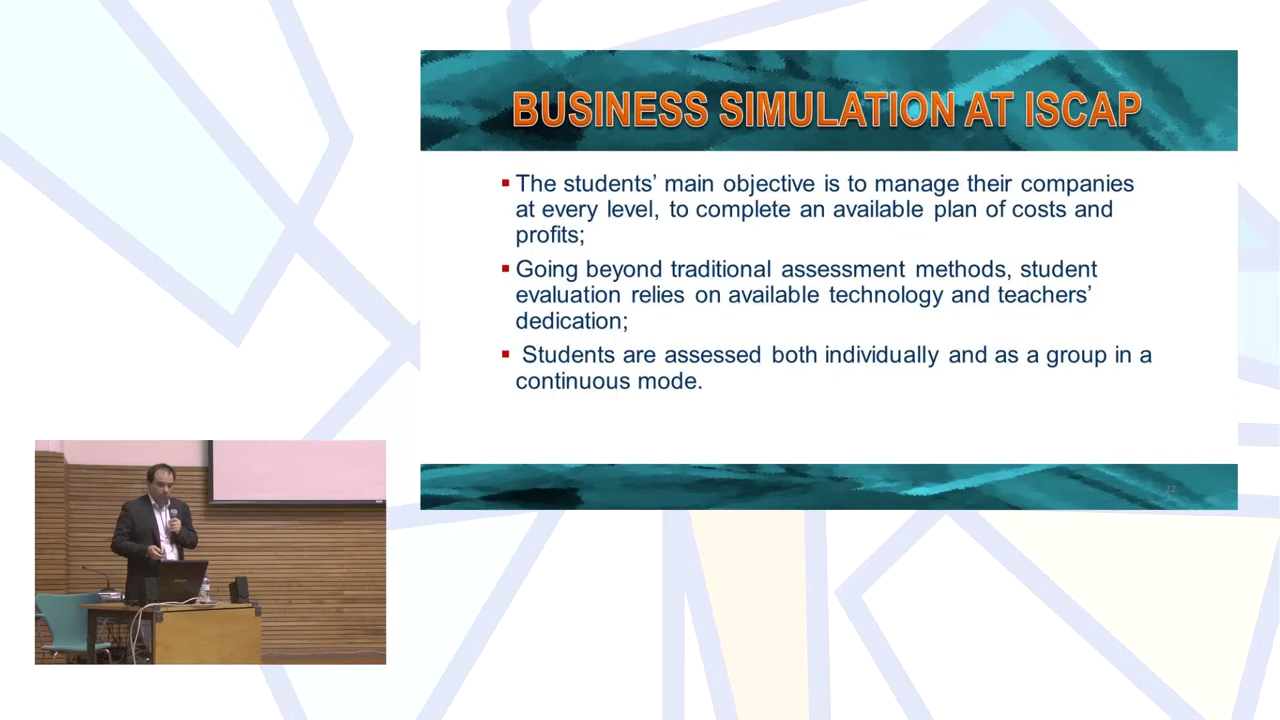 BUSINESS SIMULATION AT ISCAP
▪ The students’ main objective is to manage their companies
at every level, to complete an available plan of costs and
profits;
▪ Going beyond traditional assessment methods, student
evaluation relies on available technology and teachers’
dedication;
▪ Students are assessed both individually and as a group in a
continuous mode.
22